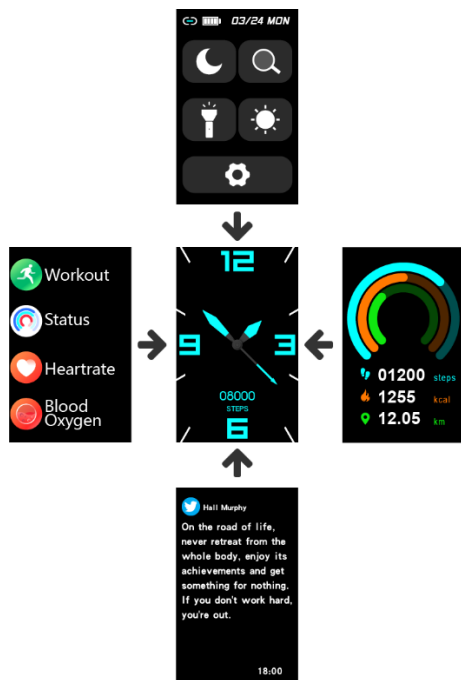 03/24 MON
Workout
Status
Heartrate
Blood
Oxygen
12
9
3
08000
STEPS
6
01200 steps
1255 kcal
12.05 km
Hall Murphy
On the road of life,
never retreat from the
whole body, enjoy its
achievements and get
something for nothing.
If you don't work hard,
you're out.
18:00